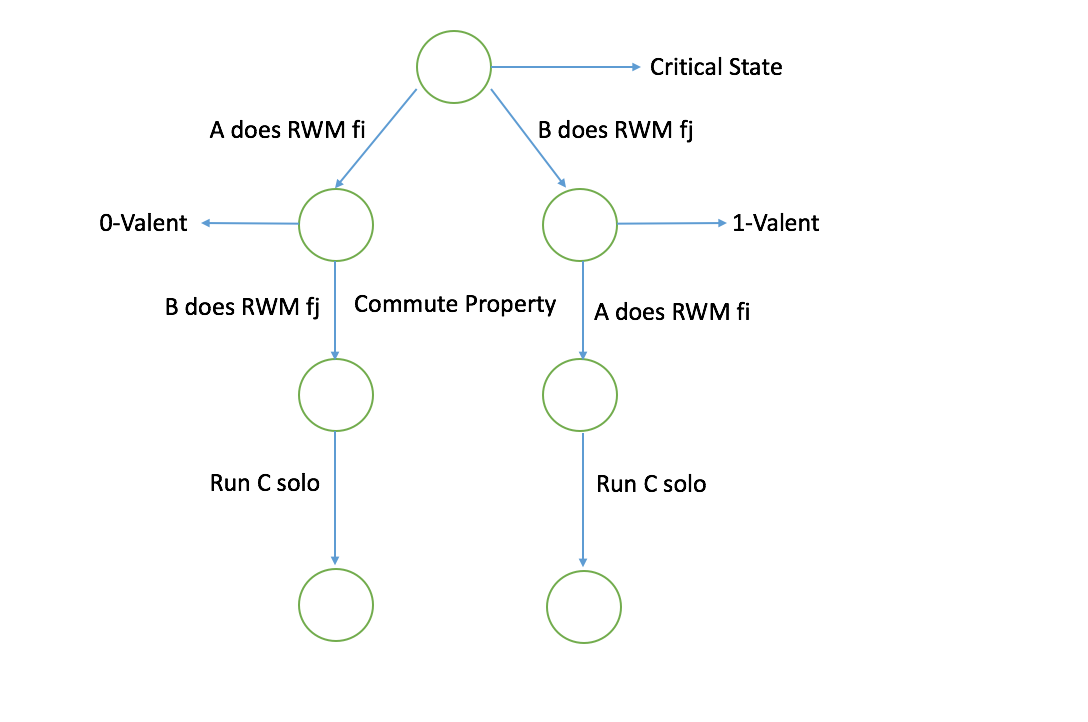 Critical State
A does RWM fi
B does RWM fj
0-Valent
1-Valent
B does RWM fj
Commute Property
A does RWM fi
Run C solo
Run C solo